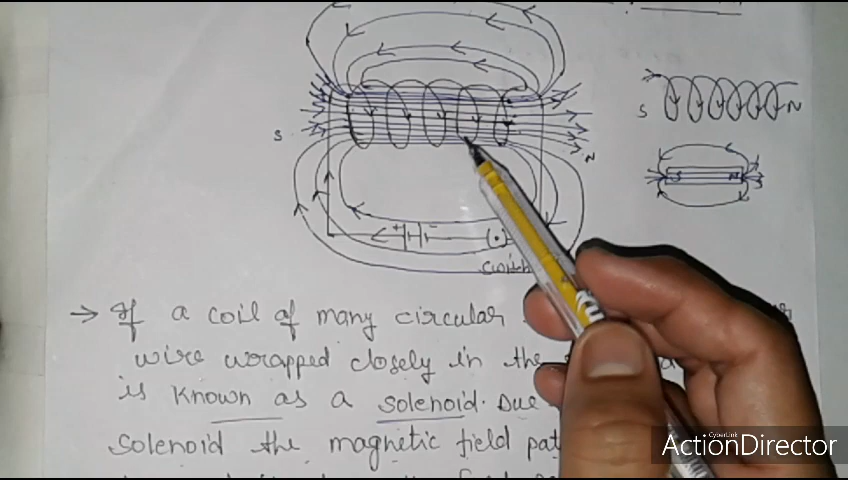 S
N
S
N
S N
+ -
switch
→ If a coil of many circular
wire wrapped closely in the
is known as a solenoid. Due
solenoid the magnetic field
CyberLink
ActionDirector